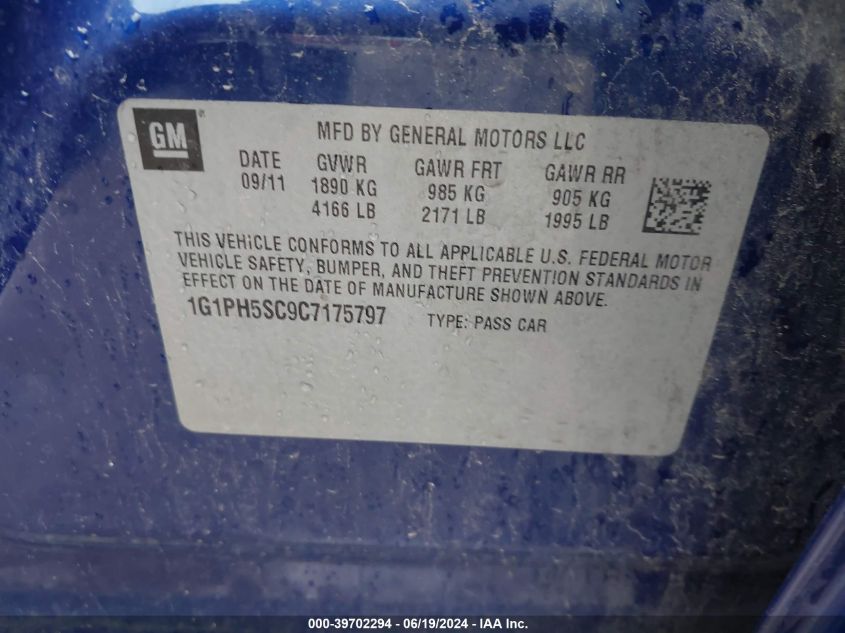 GM
MFD BY GENERAL MOTORS LLC
DATE GVWR GAWR FRT GAWR RR
09/11 1890 KG 985 KG 905 KG
4166 LB 2171 LB 1995 LB
THIS VEHICLE CONFORMS TO ALL APPLICABLE U.S. FEDERAL MOTOR
VEHICLE SAFETY, BUMPER, AND THEFT PREVENTION STANDARDS IN
EFFECT ON THE DATE OF MANUFACTURE SHOWN ABOVE.
1G1PH5SC9C7175797 TYPE: PASS CAR
000-39702294 - 06/19/2024 - IAA Inc.